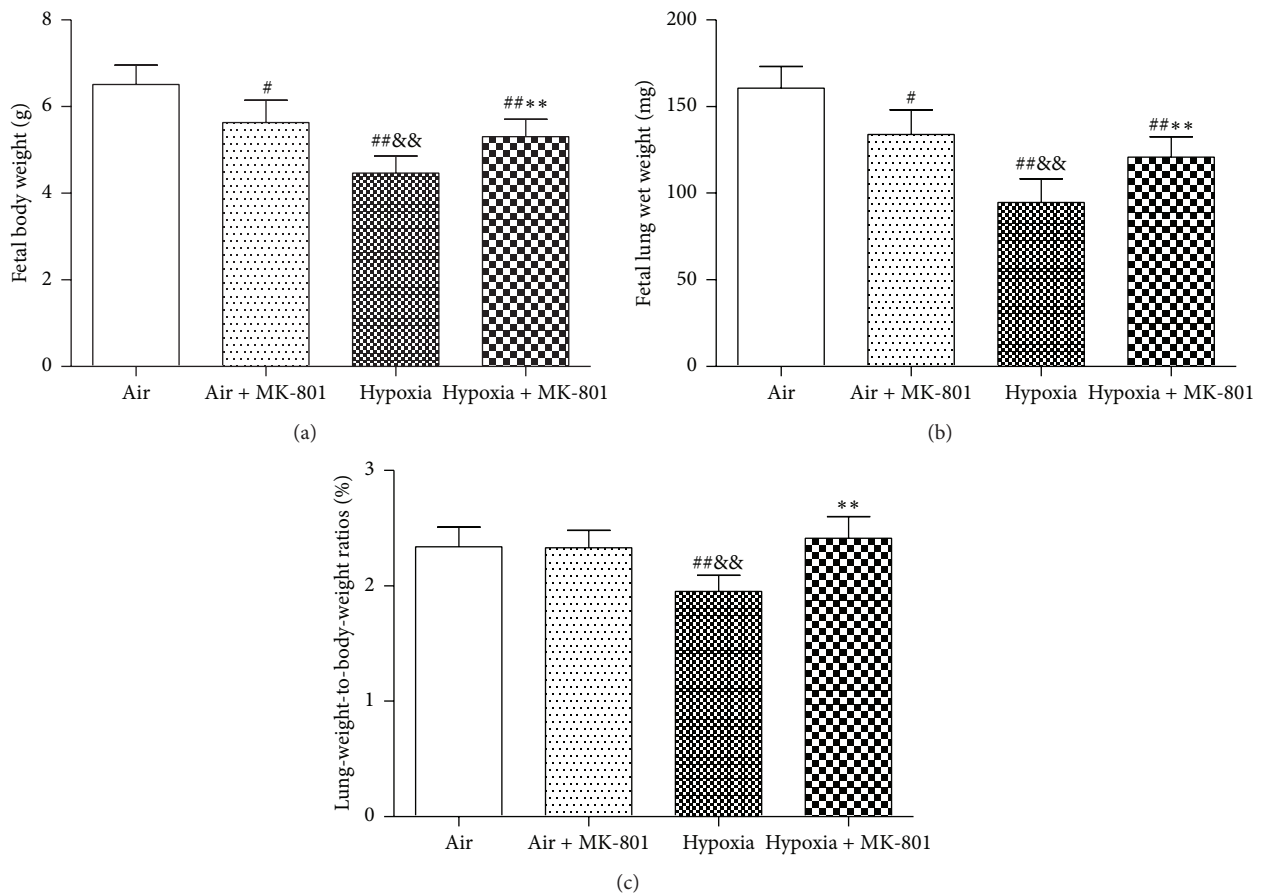 Fetal body weight (g)
8
6
4
2
0
#
##&&
##**
Air
Air + MK-801
Hypoxia
Hypoxia + MK-801
(a)
Fetal lung wet weight (mg)
200
150
100
50
0
#
##&&
##**
Air
Air + MK-801
Hypoxia
Hypoxia + MK-801
(b)
Lung-weight-to-body-weight ratios (%)
3
2
1
0
##&&
**
Air
Air + MK-801
Hypoxia
Hypoxia + MK-801
(c)